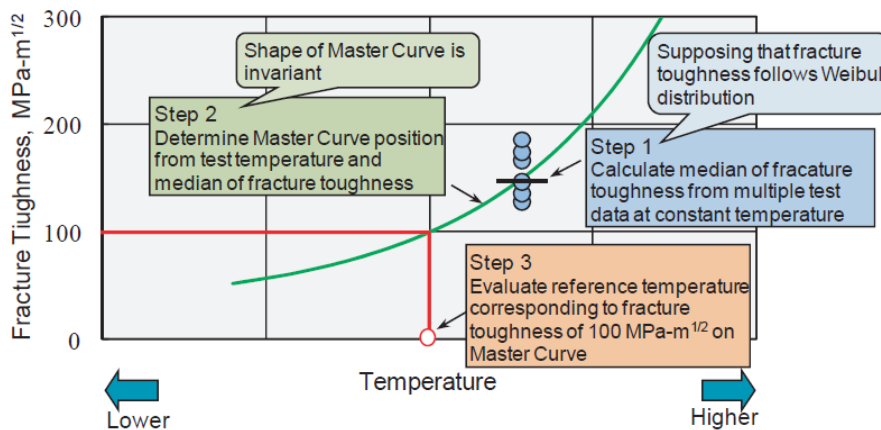 Fracture Tiughness, MPa-m1/2
300
200
100
0
Shape of Master Curve is
invariant
Supposing that fracture
toughness follows Weibul
distribution
Step 2
Determine Master Curve position
from test temperature and
median of fracture toughness
Step 1
Calculate median of fracature
toughness from multiple test
data at constant temperature
Step 3
Evaluate reference temperature
corresponding to fracture
toughness of 100 MPa-m1/2 on
Master Curve
Temperature
Lower
Higher